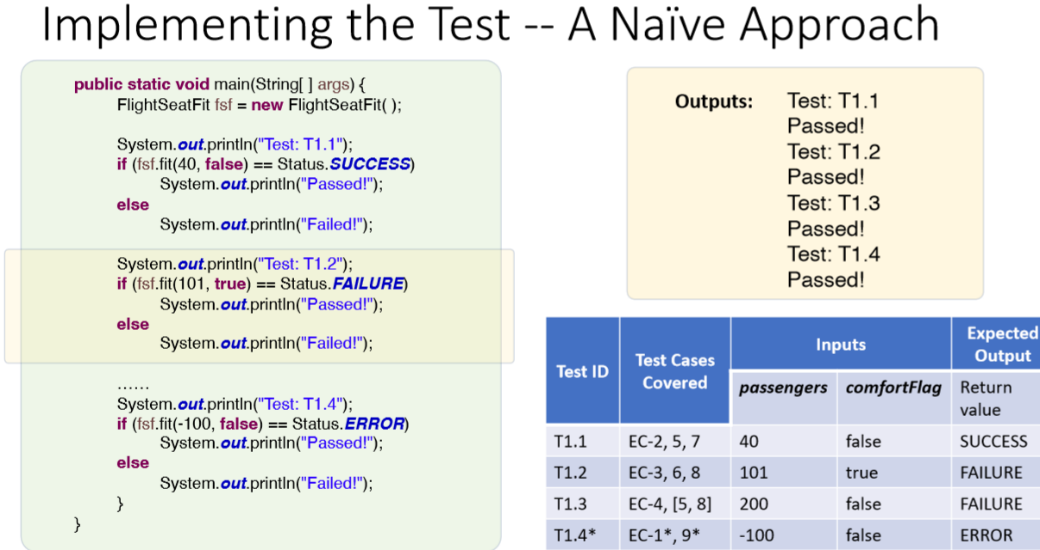 Implementing the Test -- A Naïve Approach
public static void main(String[ ] args) {
FlightSeatFit fsf = new FlightSeatFit( );
System.out.println("Test: T1.1");
if (fsf.fit(40, false) == Status.SUCCESS)
System.out.println("Passed!");
else
System.out.println("Failed!");
System.out.println("Test: T1.2");
if (fsf.fit(101, true) == Status.FAILURE)
System.out.println("Passed!");
else
System.out.println("Failed!");
......
System.out.println("Test: T1.4");
if (fsf.fit(-100, false) == Status.ERROR)
System.out.println("Passed!");
else
System.out.println("Failed!");
}
}
Outputs: Test: T1.1
Passed!
Test: T1.2
Passed!
Test: T1.3
Passed!
Test: T1.4
Passed!
Test ID Test Cases Covered Inputs Expected Output
passengers comfortFlag Return value
T1.1 EC-2, 5, 7 40 false SUCCESS
T1.2 EC-3, 6, 8 101 true FAILURE
T1.3 EC-4, [5, 8] 200 false FAILURE
T1.4* EC-1*, 9* -100 false ERROR